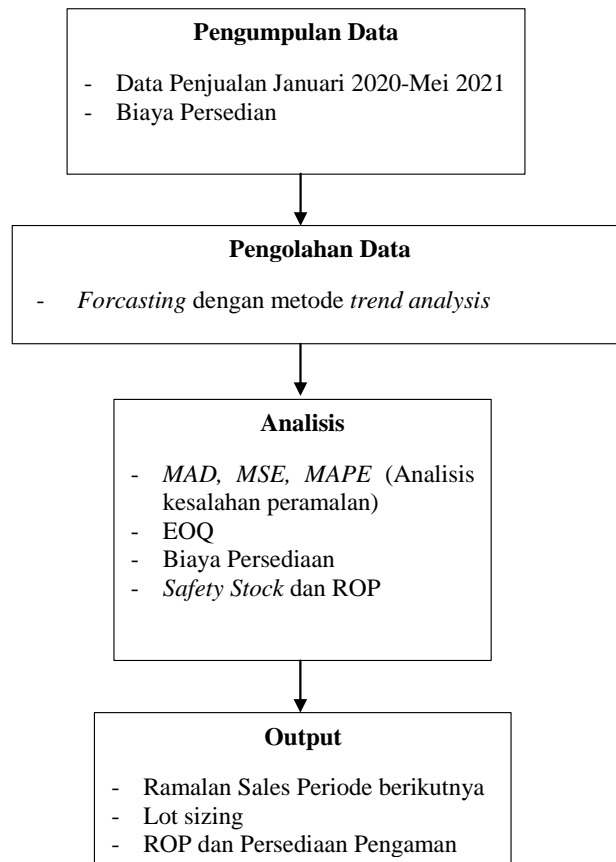 Pengumpulan Data
- Data Penjualan Januari 2020-Mei 2021
- Biaya Persedian
Pengolahan Data
- Forcasting dengan metode trend analysis
Analisis
- MAD, MSE, MAPE (Analisis
kesalahan peramalan)
- EOQ
- Biaya Persediaan
- Safety Stock dan ROP
Output
- Ramalan Sales Periode berikutnya
- Lot sizing
- ROP dan Persediaan Pengaman